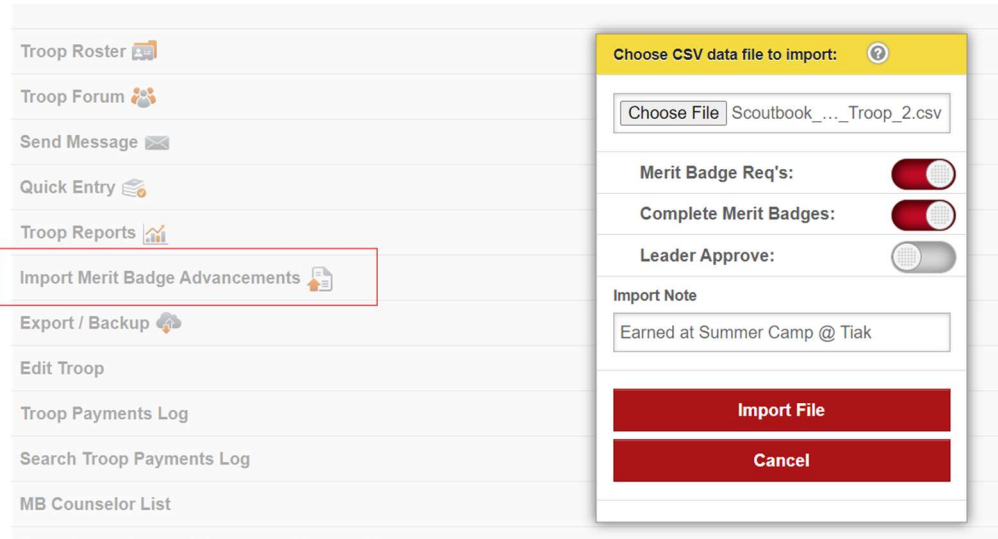 Troop Roster
Troop Forum
Send Message
Quick Entry
Troop Reports
Import Merit Badge Advancements
Export / Backup
Edit Troop
Troop Payments Log
Search Troop Payments Log
MB Counselor List
Choose CSV data file to import: ?
Choose File Scoutbook_..._Troop_2.csv
Merit Badge Req's:
Complete Merit Badges:
Leader Approve:
Import Note
Earned at Summer Camp @ Tiak
Import File
Cancel